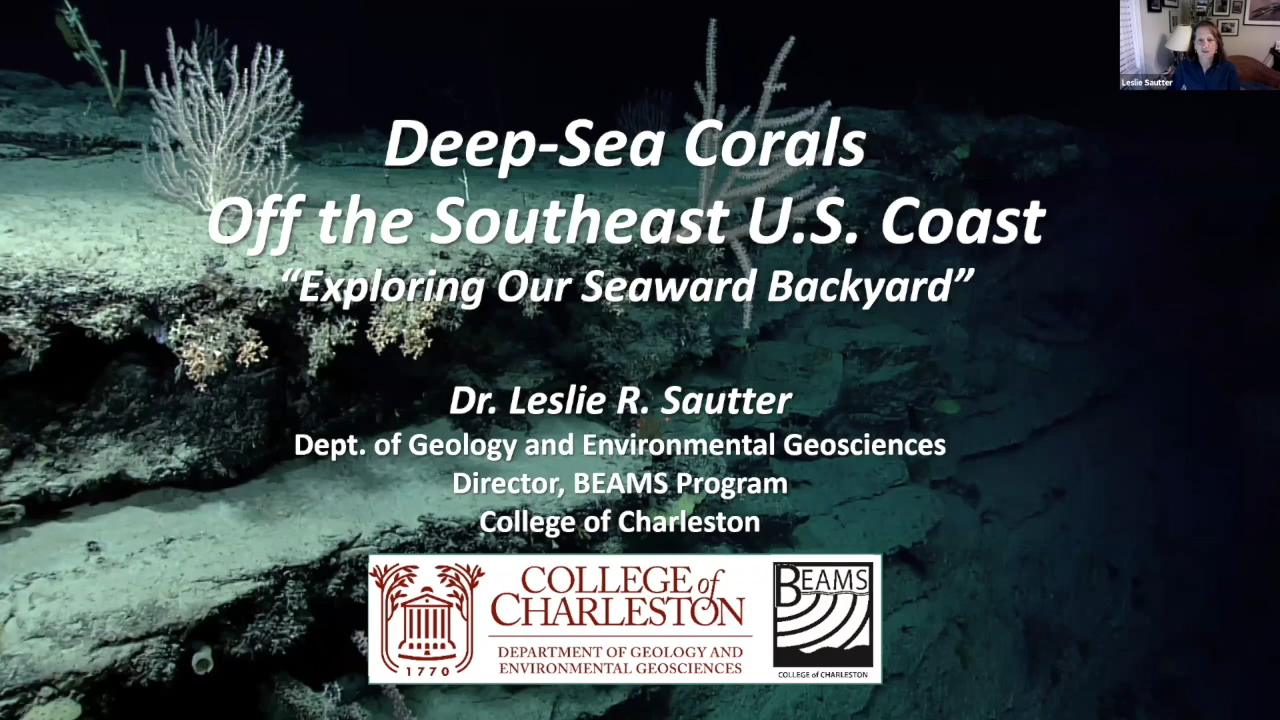 Leslie Sautter
Deep-Sea Corals
Off the Southeast U.S. Coast
“Exploring Our Seaward Backyard”
Dr. Leslie R. Sautter
Dept. of Geology and Environmental Geosciences
Director, BEAMS Program
College of Charleston
COLLEGE of
CHARLESTON
DEPARTMENT OF GEOLOGY AND
ENVIRONMENTAL GEOSCIENCES
1770
BEAMS
COLLEGE of CHARLESTON